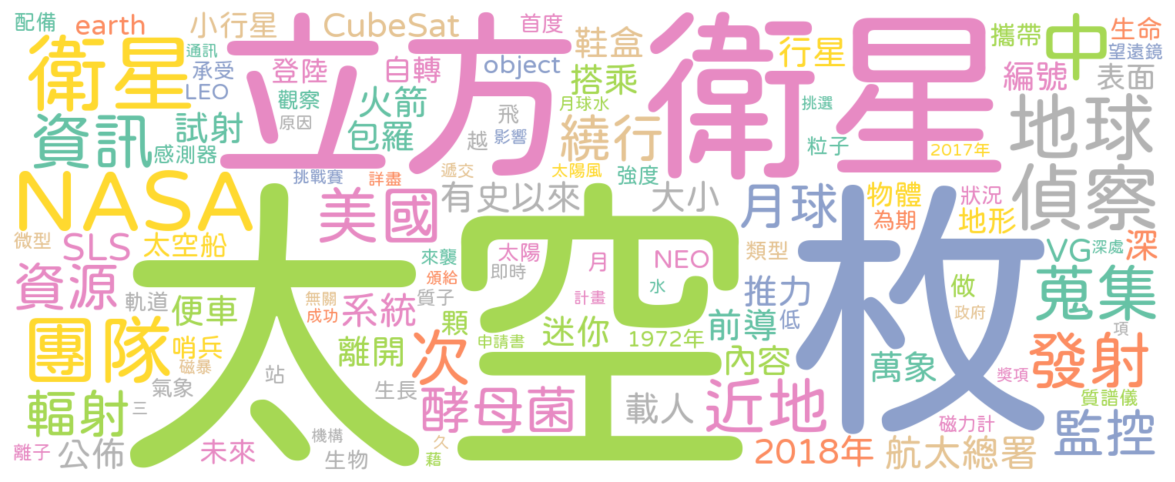 配備
earth
小行星
CubeSat
首度
鞋盒
行星
攜帶
中
生命
望遠鏡
衛星
通訊
承受
LEO
登陸
自轉
object
搭乘
立方衛星
編號
表面
資訊
試射
感測器
觀察
原因
火箭
包羅
飛
越
影響
月球水
繞行
挑選
粒子
2017年
地球
偵察
NASA
挑戰賽
詳盡
遞交
太陽風
強度
美國
有史以來
大小
月球
物體
為期
狀況
地形
微型
SLS
太空船
太空
枚
來襲
頒給
太陽
即時
月
NEO
類型
VG
深處
深
資源
軌道
便車
無關
成功
系統
質子
顆
計畫
水
推力
低
做
政府
蒐集
團隊
哨兵
磁暴
離開
次
申請書
迷你
1972年
前導
內容
萬象
項
發射
輻射
三
氣象
站
生長
酵母菌
載人
近地
獎項
質譜儀
離子
公佈
未來
機構
生物
久
藉
2018年
航太總署
磁力計
監控